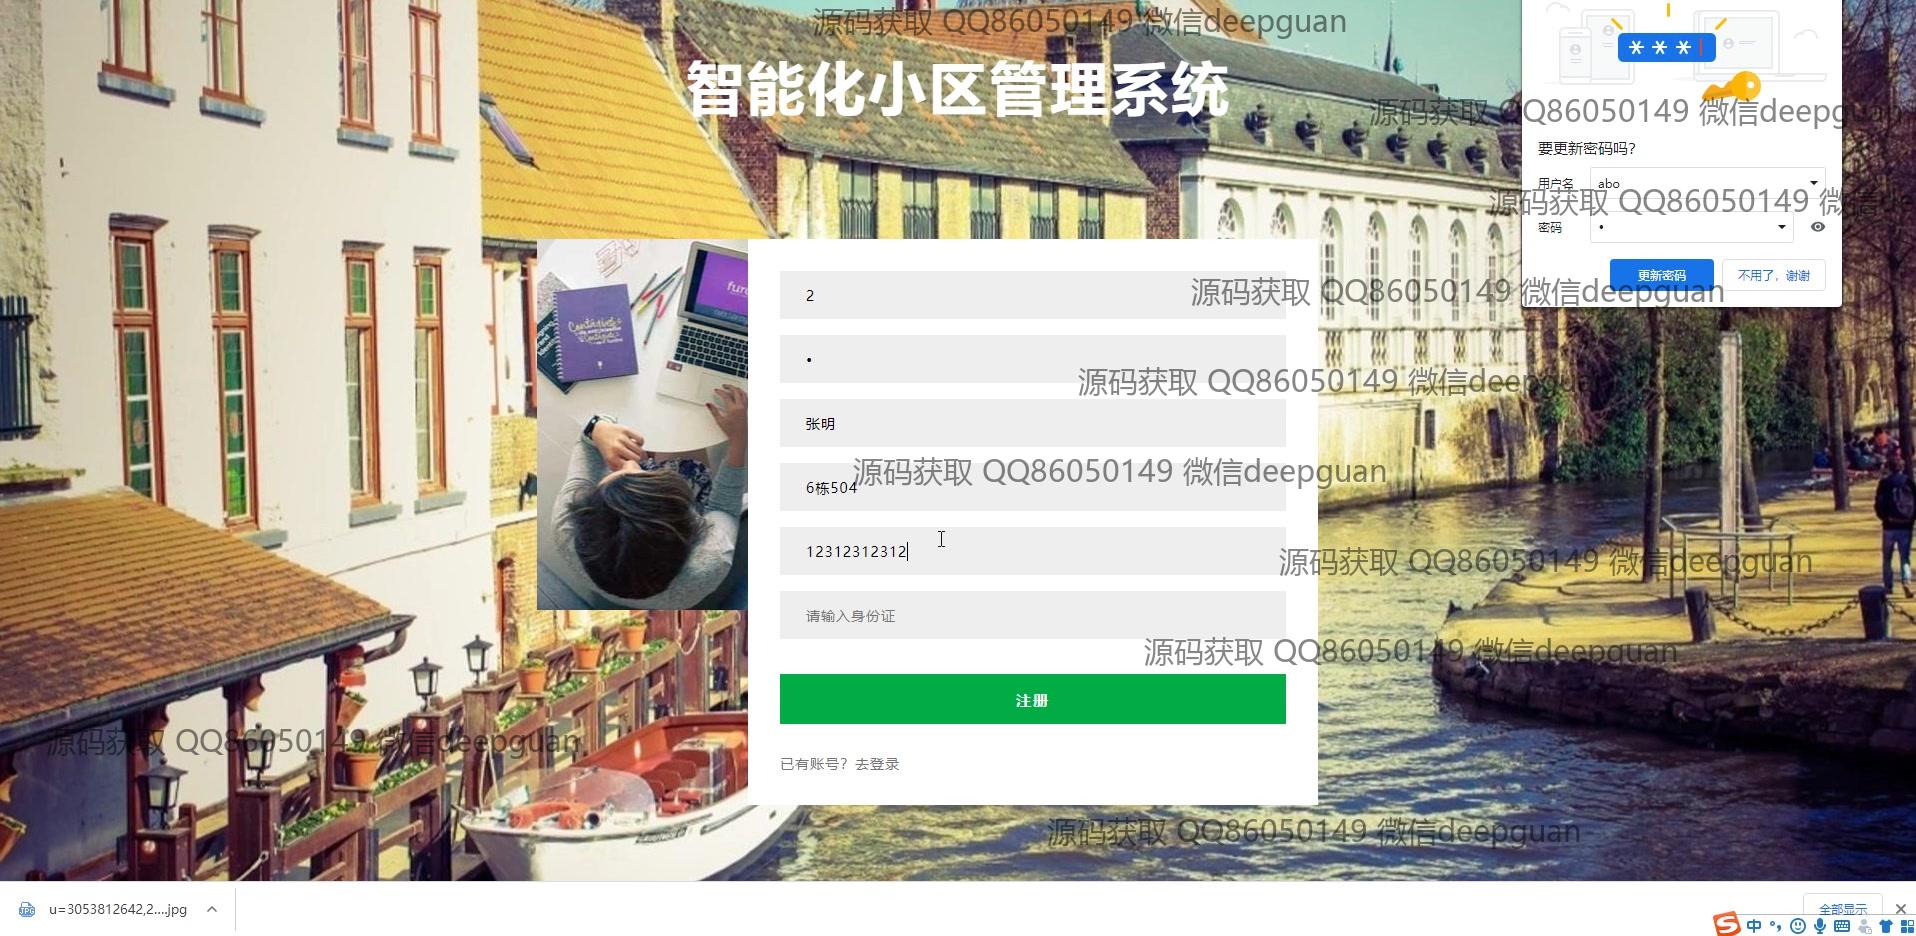 源码获取 QQ86050149 微信deepguan
智能化小区管理系统
***
源码获取 QQ86050149 微信deepguan
要更新密码吗?
用户名 abo
源码获取 QQ86050149 微信de
密码 •
更新密码 不用了，谢谢
源码获取 QQ86050149 微信deepguan
2
•
源码获取 QQ86050149 微信deepguan
张明
源码获取 QQ86050149 微信deepguan
6栋504
12312312312
源码获取 QQ86050149 微信deepguan
请输入身份证
源码获取 QQ86050149 微信deepguan
注册
源码获取 QQ86050149 微信deepguan
已有账号？去登录
源码获取 QQ86050149 微信deepguan
u=3053812642,2....jpg
全部显示
中